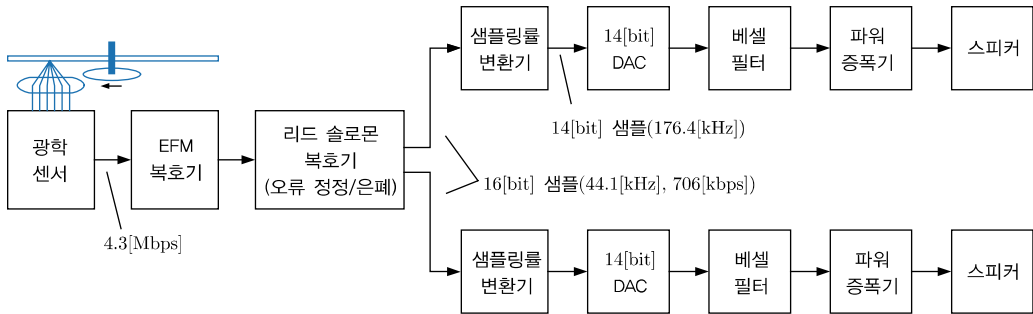 샘플링률
변환기
14[bit]
DAC
베셀
필터
파워
증폭기
스피커
14[bit] 샘플(176.4[kHz])
광학
센서
EFM
복호기
리드 솔로몬
복호기
(오류 정정/은폐)
16[bit] 샘플(44.1[kHz], 706[kbps])
4.3[Mbps]
샘플링률
변환기
14[bit]
DAC
베셀
필터
파워
증폭기
스피커